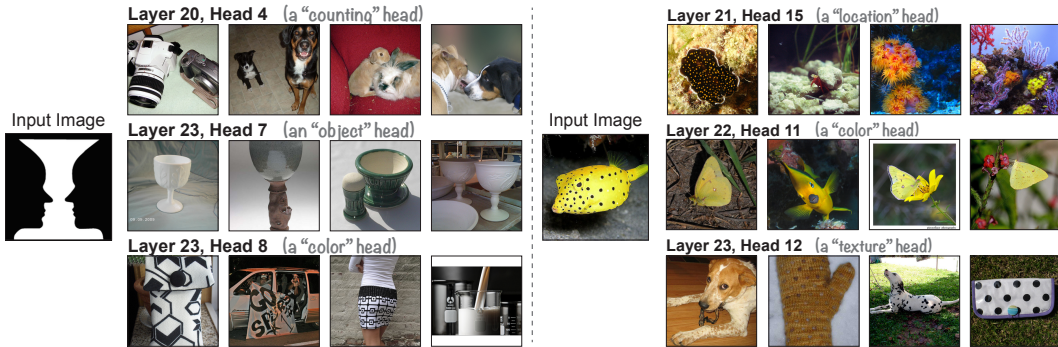 Layer 20, Head 4 (a “counting” head)
Input Image
Layer 23, Head 7 (an “object” head)
Layer 23, Head 8 (a “color” head)
GO
Layer 21, Head 15 (a “location” head)
Input Image
Layer 22, Head 11 (a “color” head)
Layer 23, Head 12 (a “texture” head)